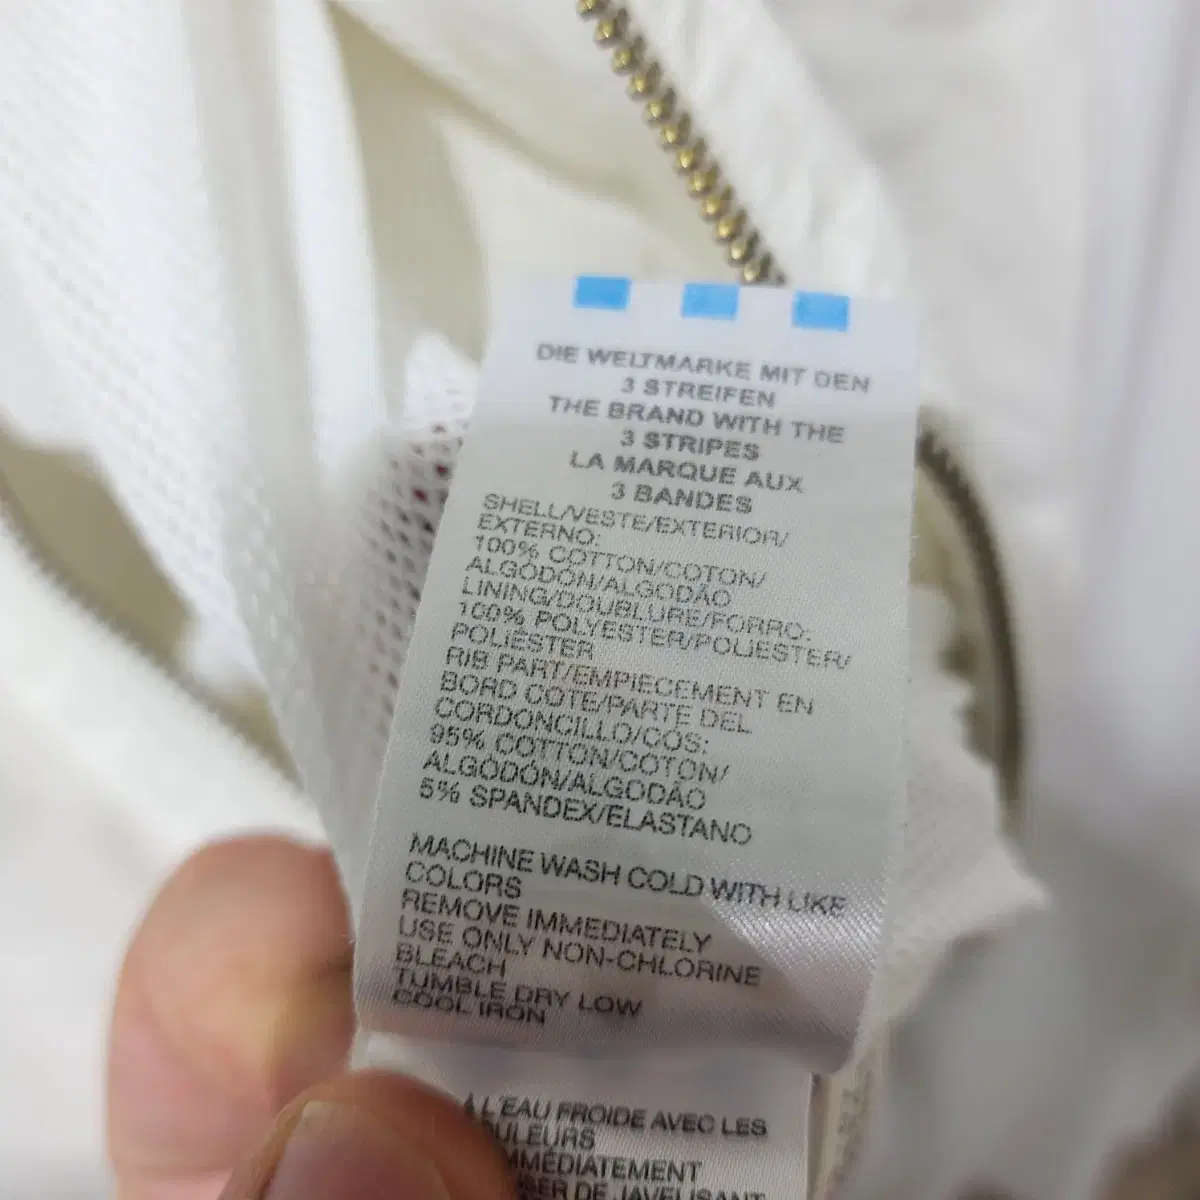 DIE WELTMARKE MIT DEN
3 STREIFEN
THE BRAND WITH THE
3 STRIPES
LA MARQUE AUX
3 BANDES
SHELL/VESTE/EXTERIOR/
EXTERNO:
100% COTTON/COTON/
ALGODÓN/ALGODÃO
LINING/DOUBLURE/FORRO:
100% POLYESTER/POLIESTER/
POLIÉSTER
RIB PART/EMPIECEMENT EN
BORD COTE/PARTE DEL
CORDONCILLO/CÓS:
95% COTTON/COTON/
ALGODÓN/ALGODÃO
5% SPANDEX/ELASTANO
MACHINE WASH COLD WITH LIKE
COLORS
REMOVE IMMEDIATELY
USE ONLY NON-CHLORINE
BLEACH
TUMBLE DRY LOW
COOL IRON
L'EAU FROIDE AVEC LES
DE